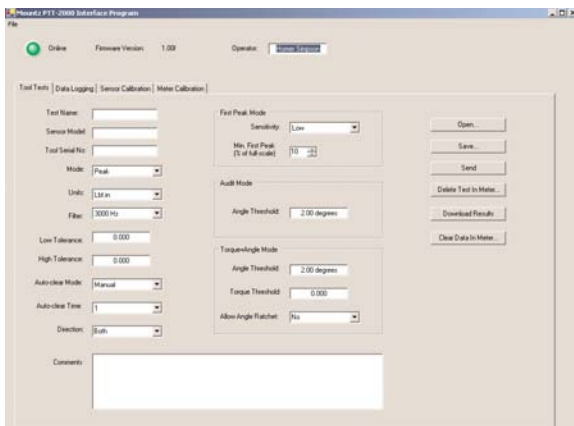 Mountz PTT-2000 Interface Program
File
Online
Firmware Version:
1.00l
Operator:
Homer Simpson
Tool Tests
Data Logging
Sensor Calibration
Meter Calibration
Test Name:
Sensor Model:
Tool Serial No:
Mode:
Peak
Units:
Lbf.in
Filter:
3000 Hz
Low Tolerance:
0.000
High Tolerance:
0.000
Auto-clear Mode:
Manual
Auto-clear Time:
1
Direction:
Both
Comments
First Peak Mode
Sensitivity:
Low
Min. First Peak
(% of full-scale)
10
Audit Mode
Angle Threshold:
2.00 degrees
Torque+Angle Mode
Angle Threshold:
2.00 degrees
Torque Threshold:
0.000
Allow Angle Ratchet:
No
Open...
Save...
Send
Delete Test In Meter...
Download Results
Clear Data In Meter...